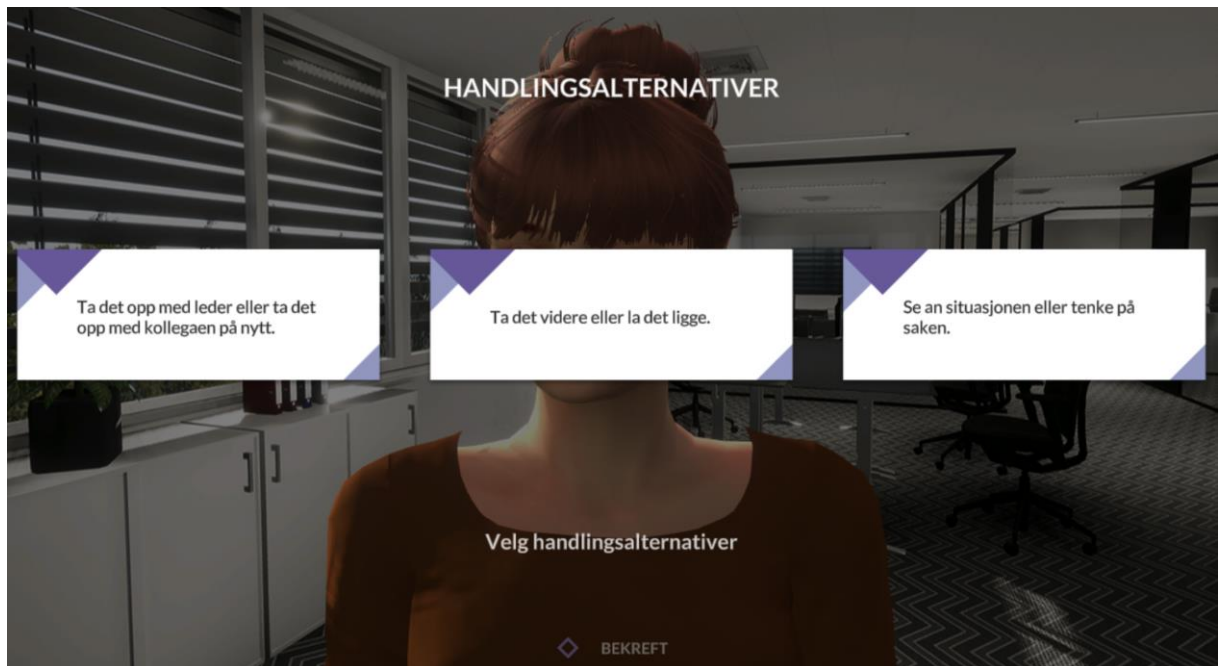 HANDLINGSALTERNATIVER
Ta det opp med leder eller ta det
opp med kollegaen på nytt.
Ta det videre eller la det ligge.
Se an situasjonen eller tenke på
saken.
Velg handlingsalternativer
BEKREFT